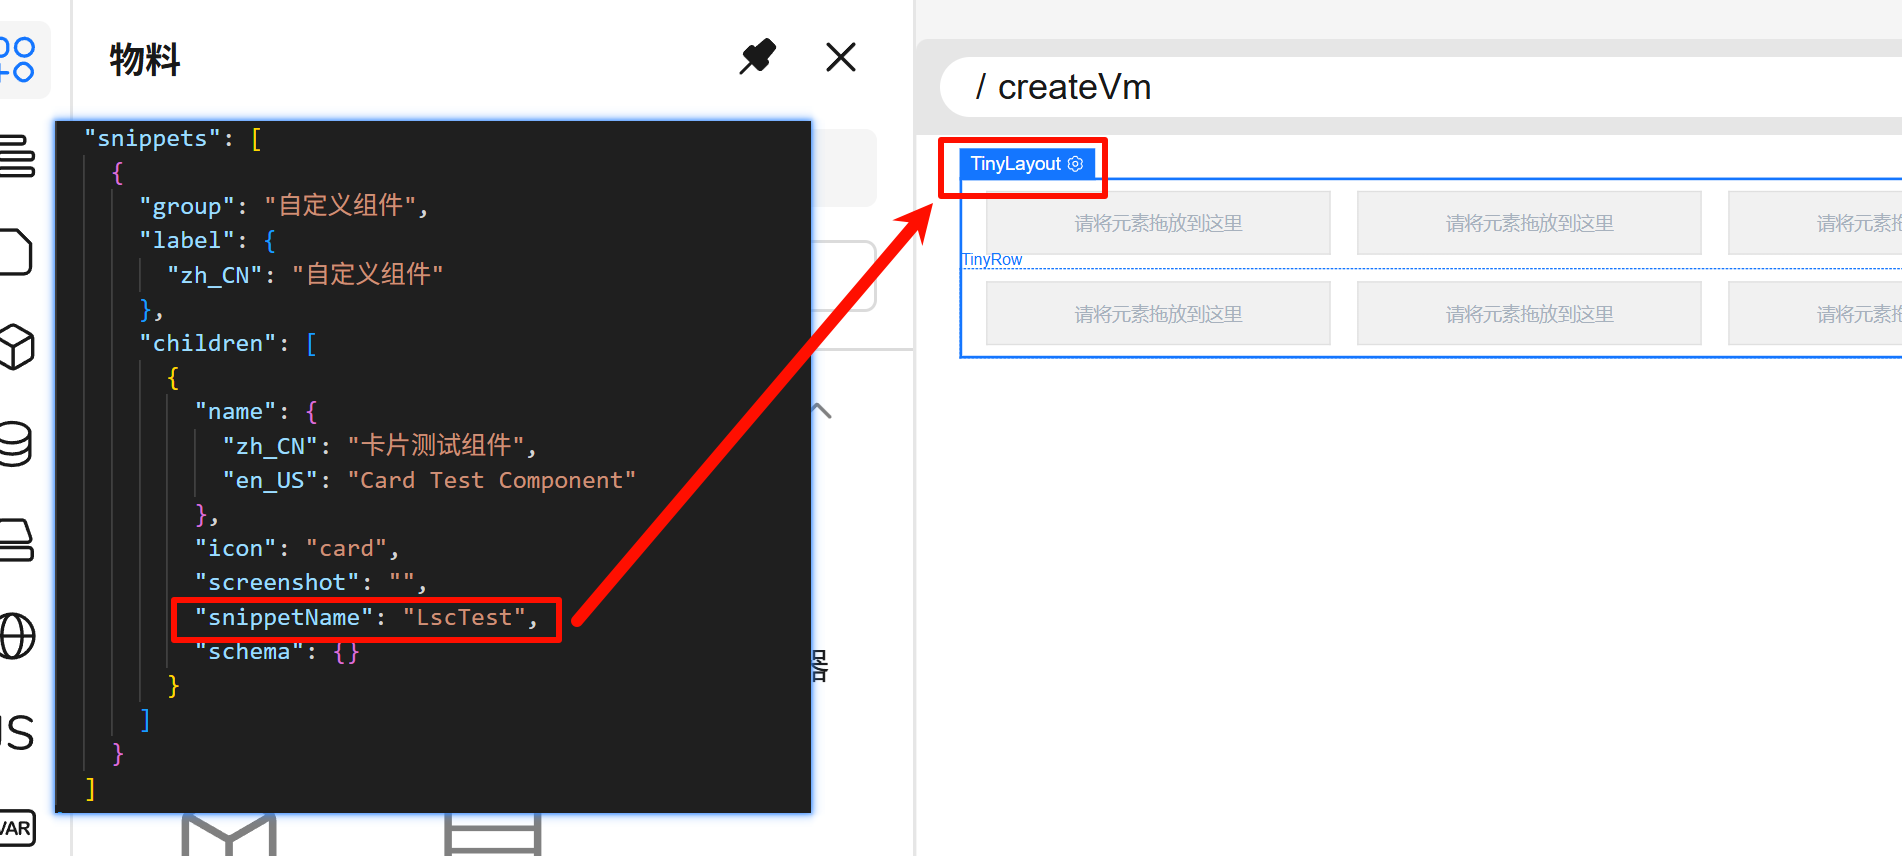 物料
/ createVm
"snippets": [
{
"group": "自定义组件",
"label": {
"zh_CN": "自定义组件"
},
"children": [
{
"name": {
"zh_CN": "卡片测试组件",
"en_US": "Card Test Component"
},
"icon": "card",
"screenshot": "",
"snippetName": "LscTest",
"schema": {}
}
]
}
]
器
JS
VAR
TinyLayout
请将元素拖放到这里 请将元素拖放到这里 请将元素拖
TinyRow
请将元素拖放到这里 请将元素拖放到这里 请将元素拖